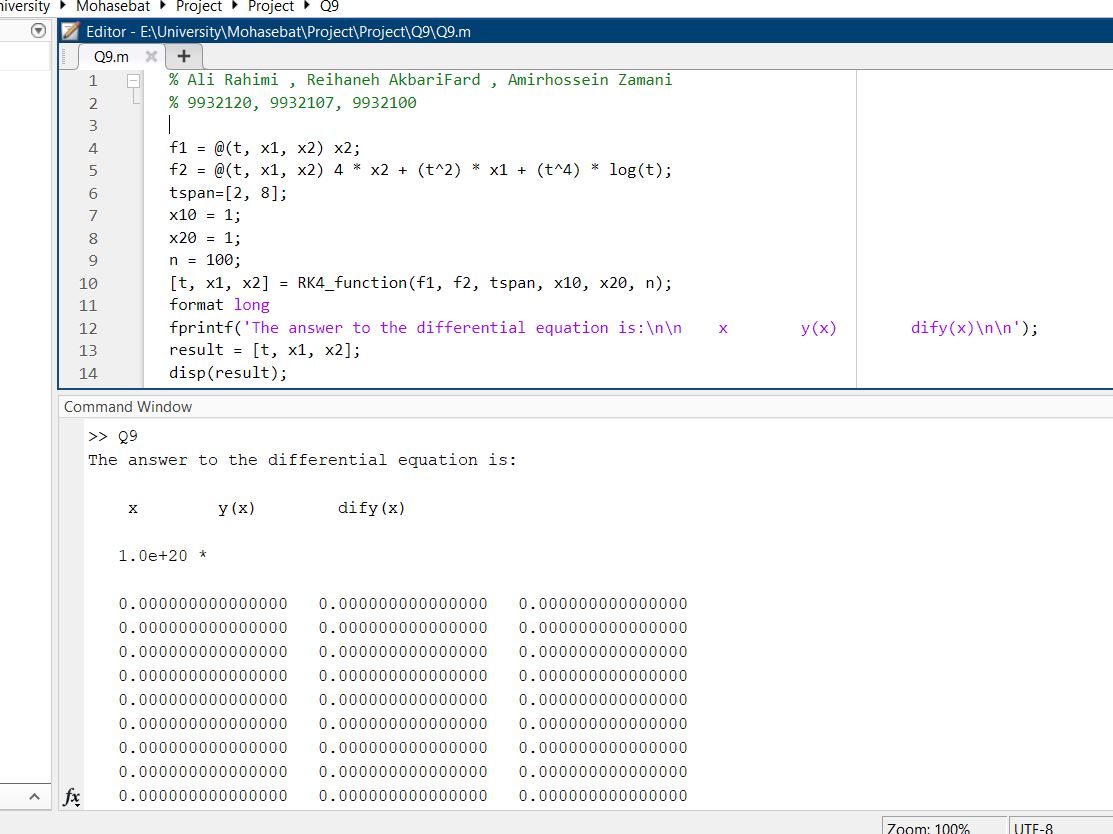 iversity ▸ Mohasebat ▸ Project ▸ Project ▸ Q9
Editor - E:\University\Mohasebat\Project\Project\Q9\Q9.m
Q9.m × +
1 % Ali Rahimi , Reihaneh AkbariFard , Amirhossein Zamani
2 % 9932120, 9932107, 9932100
3
4 f1 = @(t, x1, x2) x2;
5 f2 = @(t, x1, x2) 4 * x2 + (t^2) * x1 + (t^4) * log(t);
6 tspan=[2, 8];
7 x10 = 1;
8 x20 = 1;
9 n = 100;
10 [t, x1, x2] = RK4_function(f1, f2, tspan, x10, x20, n);
11 format long
12 fprintf('The answer to the differential equation is:\n\n    x        y(x)        dify(x)\n\n');
13 result = [t, x1, x2];
14 disp(result);
Command Window
>> Q9
The answer to the differential equation is:
x        y(x)        dify(x)
1.0e+20 *
0.000000000000000   0.000000000000000   0.000000000000000
0.000000000000000   0.000000000000000   0.000000000000000
0.000000000000000   0.000000000000000   0.000000000000000
0.000000000000000   0.000000000000000   0.000000000000000
0.000000000000000   0.000000000000000   0.000000000000000
0.000000000000000   0.000000000000000   0.000000000000000
0.000000000000000   0.000000000000000   0.000000000000000
0.000000000000000   0.000000000000000   0.000000000000000
fx 0.000000000000000   0.000000000000000   0.000000000000000
Zoom: 100% UTF-8